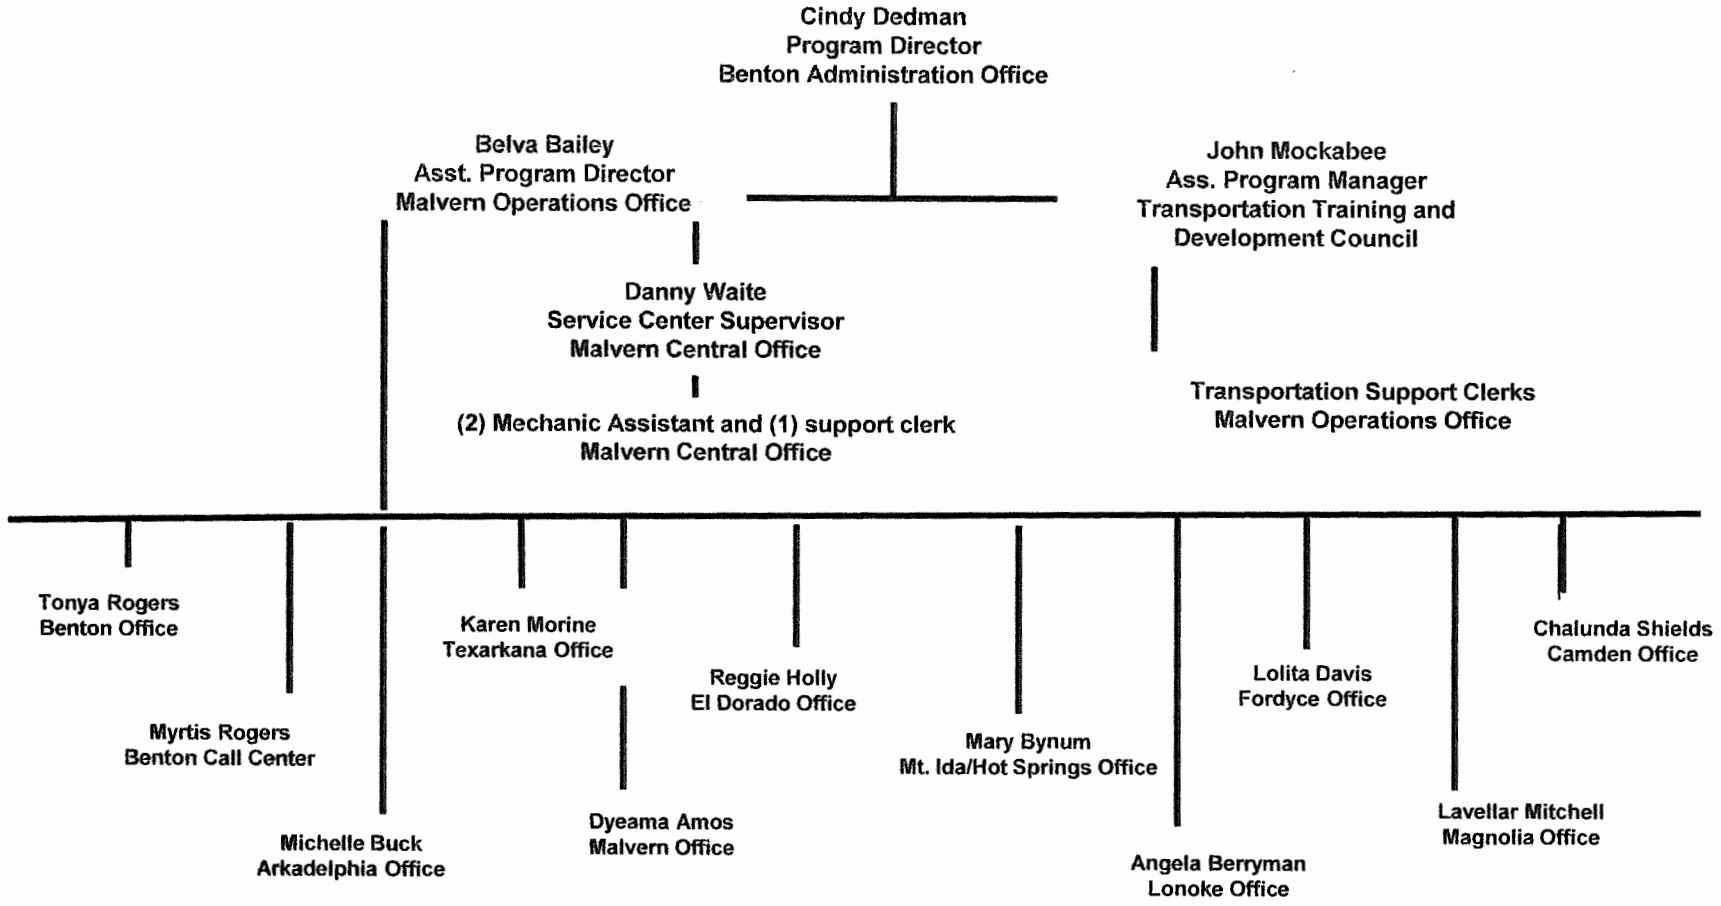 Cindy Dedman
Program Director
Benton Administration Office
Belva Bailey
Asst. Program Director
Malvern Operations Office
John Mockabee
Ass. Program Manager
Transportation Training and
Development Council
Danny Waite
Service Center Supervisor
Malvern Central Office
Transportation Support Clerks
Malvern Operations Office
(2) Mechanic Assistant and (1) support clerk
Malvern Central Office
Tonya Rogers
Benton Office
Myrtis Rogers
Benton Call Center
Michelle Buck
Arkadelphia Office
Karen Morine
Texarkana Office
Dyeama Amos
Malvern Office
Reggie Holly
El Dorado Office
Mary Bynum
Mt. Ida/Hot Springs Office
Angela Berryman
Lonoke Office
Lolita Davis
Fordyce Office
Lavellar Mitchell
Magnolia Office
Chalunda Shields
Camden Office